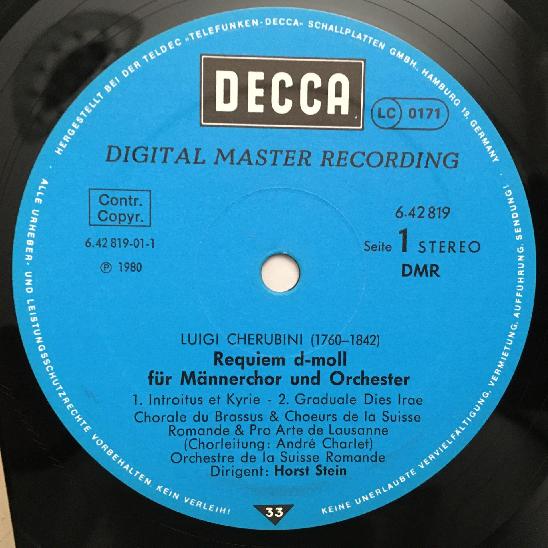 HERGESTELLT BEI DER TELDEC »TELEFUNKEN-DECCA« SCHALLPLATTEN GMBH, HAMBURG 19, GERMANY ·
DECCA
LC 0171
DIGITAL MASTER RECORDING
Contr.
Copyr.
6.42 819-01-1
℗ 1980
6.42 819
Seite 1 STEREO
DMR
LUIGI CHERUBINI (1760–1842)
Requiem d-moll
für Männerchor und Orchester
1. Introitus et Kyrie - 2. Graduale Dies Irae
Chorale du Brassus & Choeurs de la Suisse
Romande & Pro Arte de Lausanne
(Chorleitung: André Charlet)
Orchestre de la Suisse Romande
Dirigent: Horst Stein
33
· ALLE URHEBER- UND LEISTUNGSSCHUTZRECHTE VORBEHALTEN. KEIN VERLEIH!
KEINE UNERLAUBTE VERVIELFÄLTIGUNG, VERMIETUNG, AUFFÜHRUNG, SENDUNG!